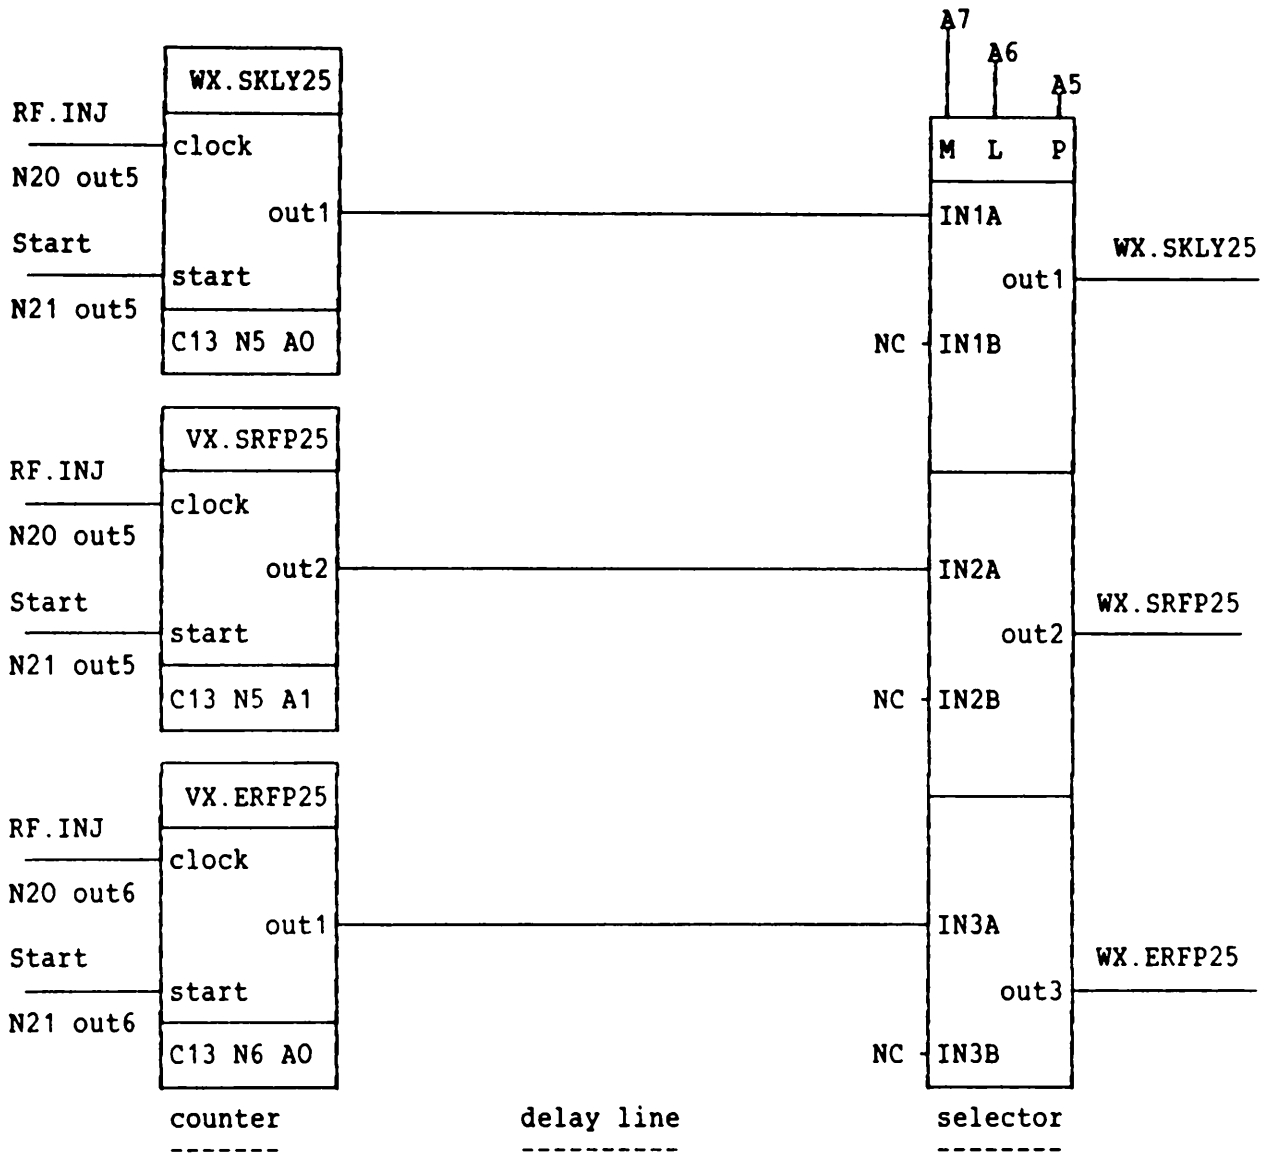 A7
A6
A5
WX.SKLY25
RF.INJ
clock
N20 out5
out1
Start
start
N21 out5
C13 N5 A0
M L P
IN1A
WX.SKLY25
out1
NC IN1B
VX.SRFP25
RF.INJ
clock
N20 out5
out2
Start
start
N21 out5
C13 N5 A1
IN2A
WX.SRFP25
out2
NC IN2B
VX.ERFP25
RF.INJ
clock
N20 out6
out1
Start
start
N21 out6
C13 N6 A0
IN3A
WX.ERFP25
out3
NC IN3B
counter delay line selector